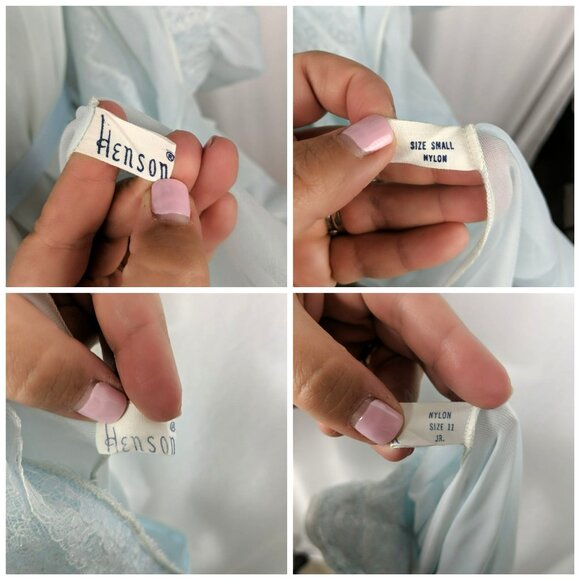 Henson®
SIZE SMALL
NYLON
Henson®
NYLON
SIZE 11
JR.